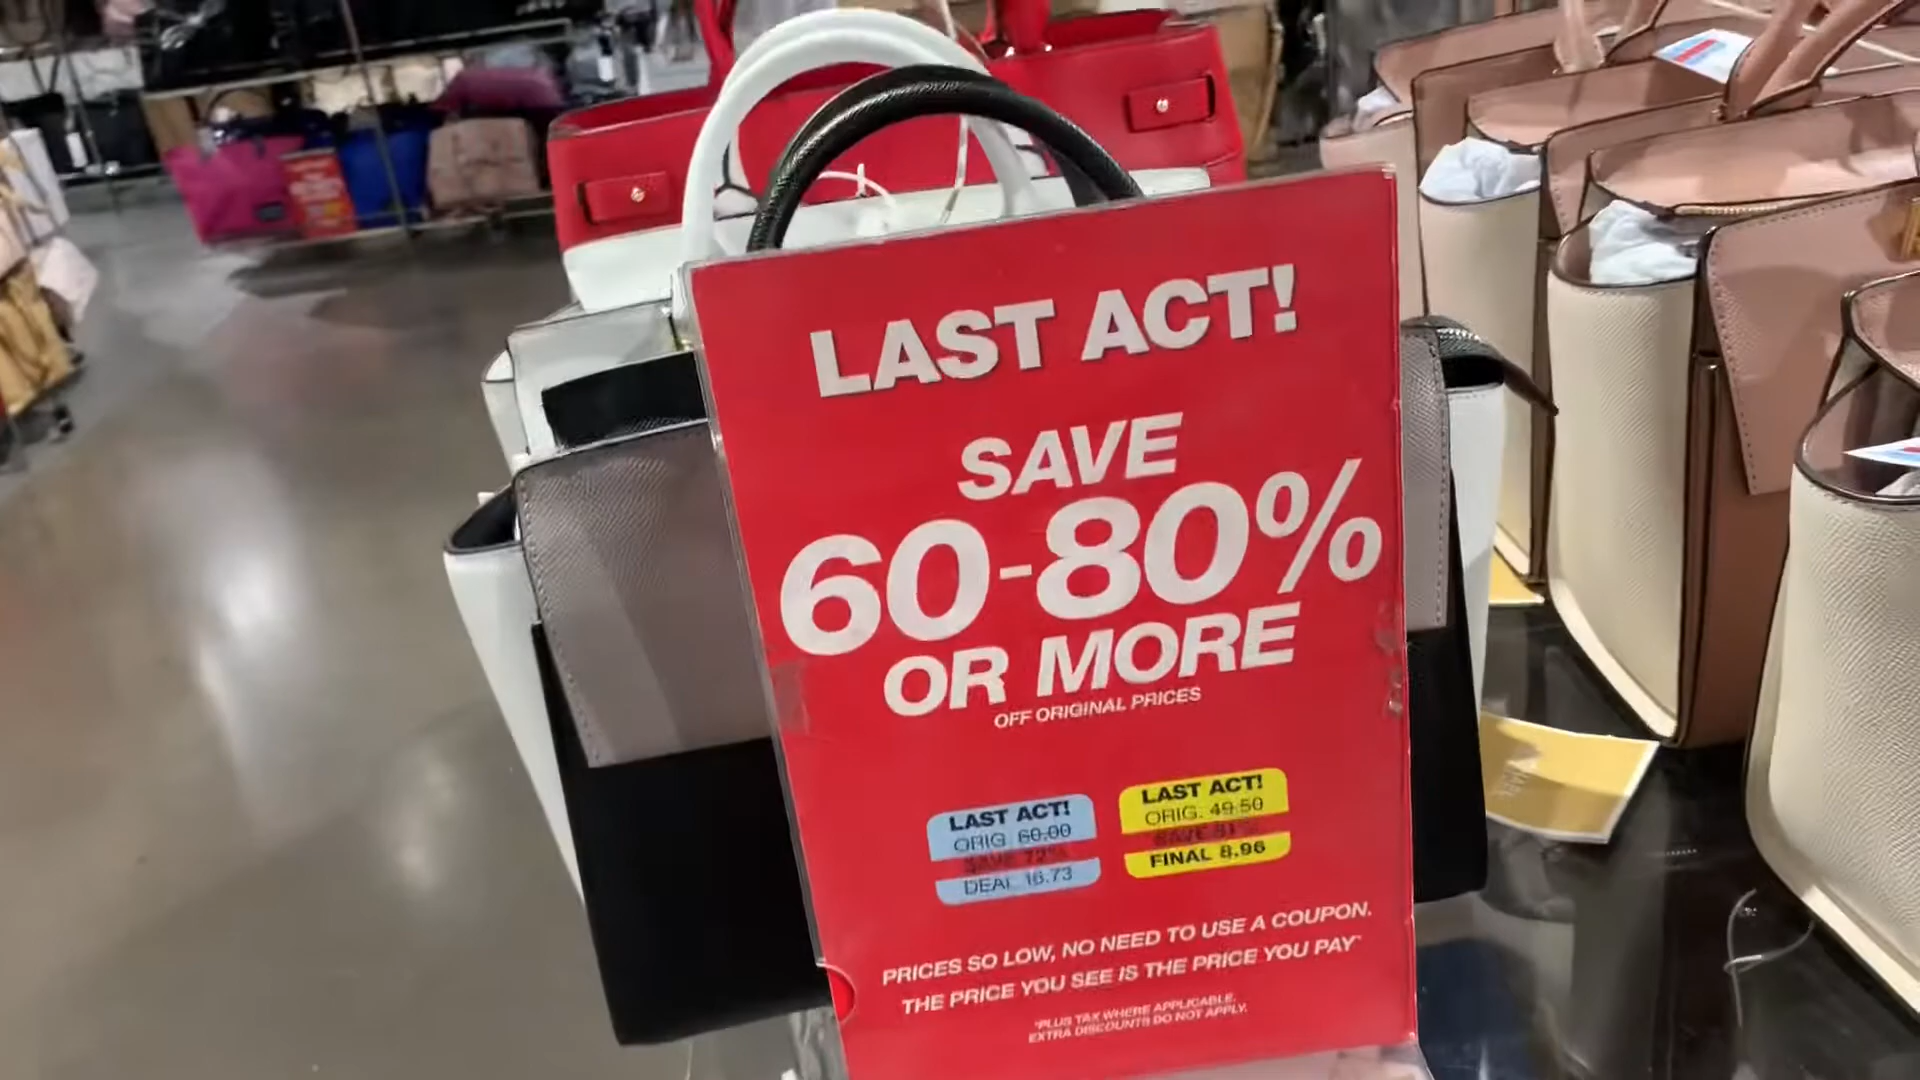 LAST ACT!
SAVE
60-80%
OR MORE
OFF ORIGINAL PRICES
LAST ACT!
ORIG. 60.00
SAVE 72%
DEAL 16.73
LAST ACT!
ORIG. 49.50
SAVE 81%
FINAL 8.96
PRICES SO LOW, NO NEED TO USE A COUPON.
THE PRICE YOU SEE IS THE PRICE YOU PAY*
*PLUS TAX WHERE APPLICABLE.
EXTRA DISCOUNTS DO NOT APPLY.